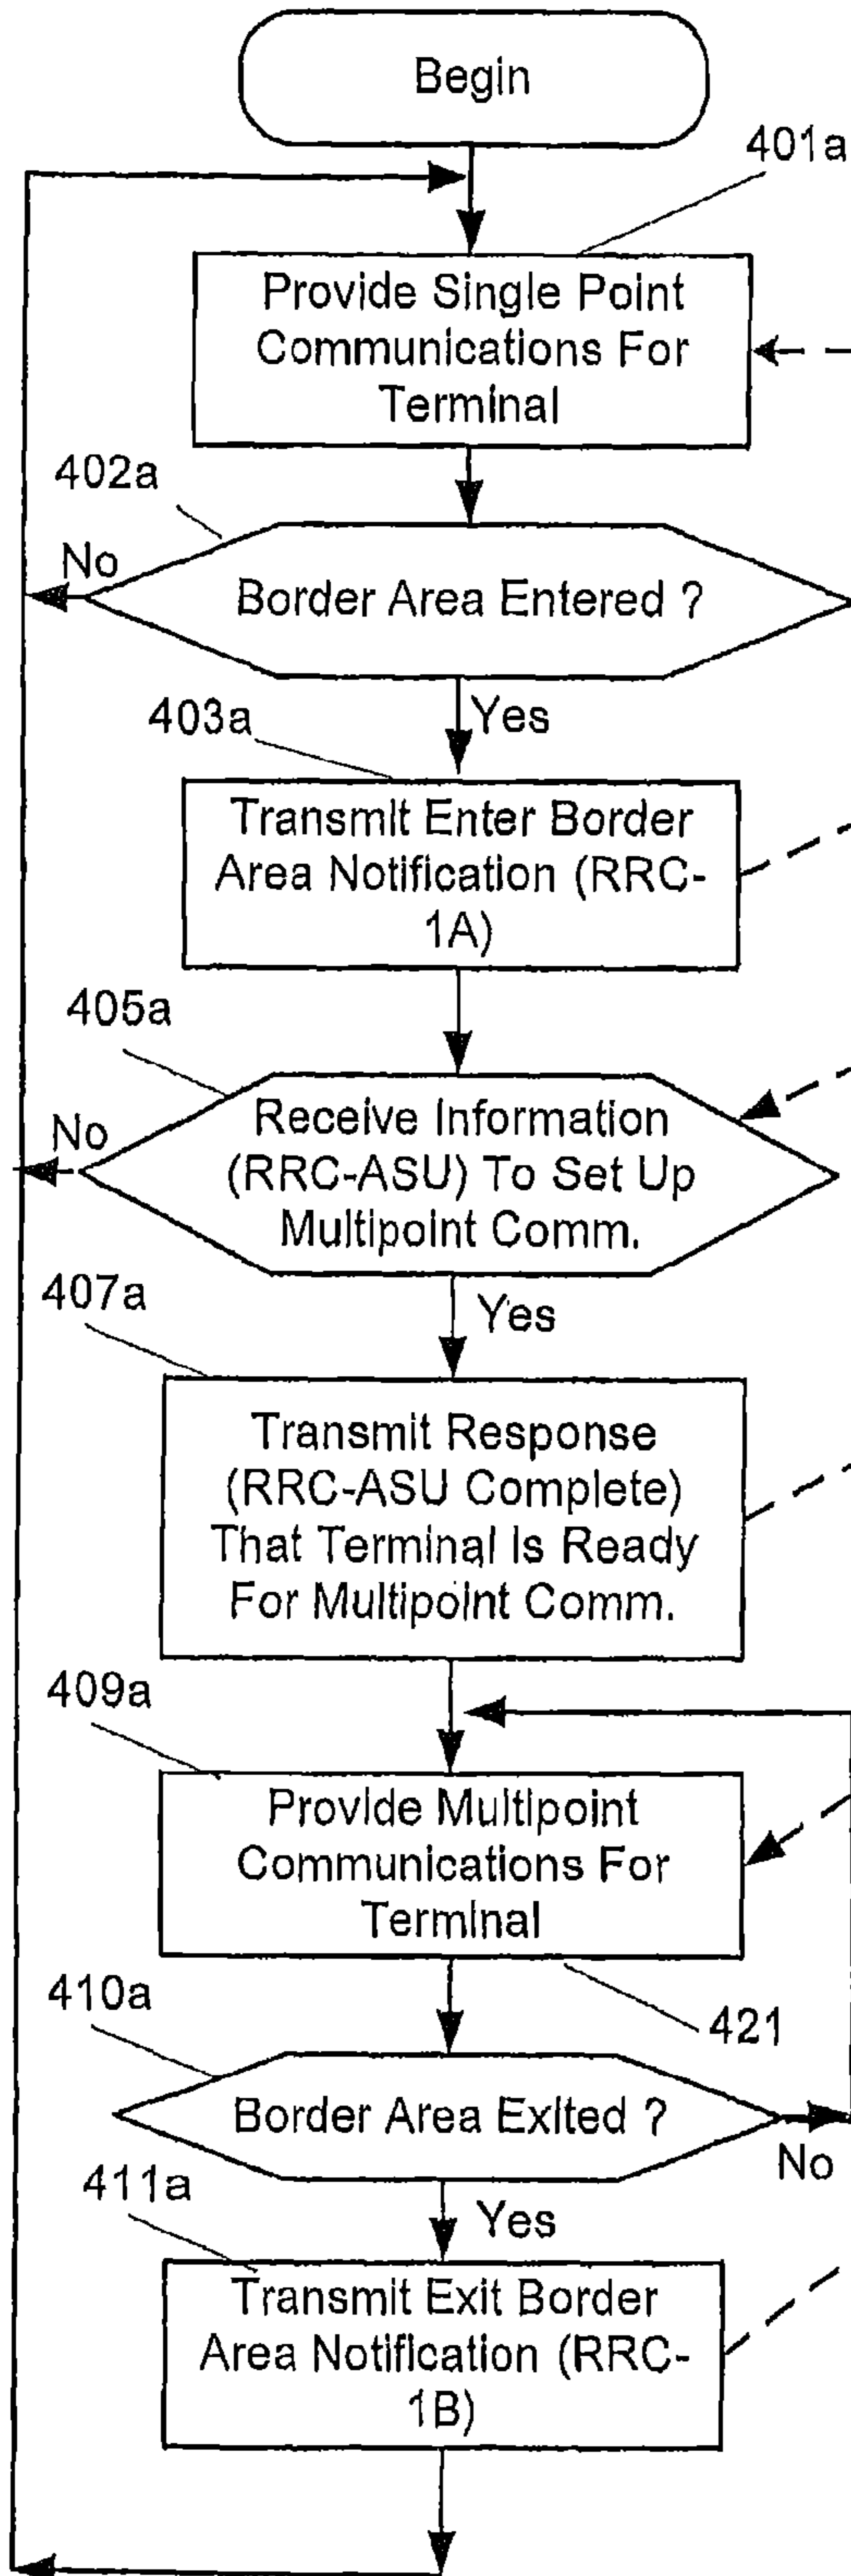 Begin
401a
Provide Single Point
Communications For
Terminal
402a
No
Border Area Entered ?
Yes
403a
Transmit Enter Border
Area Notification (RRC-
1A)
405a
No
Receive Information
(RRC-ASU) To Set Up
Multipoint Comm.
Yes
407a
Transmit Response
(RRC-ASU Complete)
That Terminal Is Ready
For Multipoint Comm.
409a
Provide Multipoint
Communications For
Terminal
421
410a
Border Area Exited ?
No
Yes
411a
Transmit Exit Border
Area Notification (RRC-
1B)